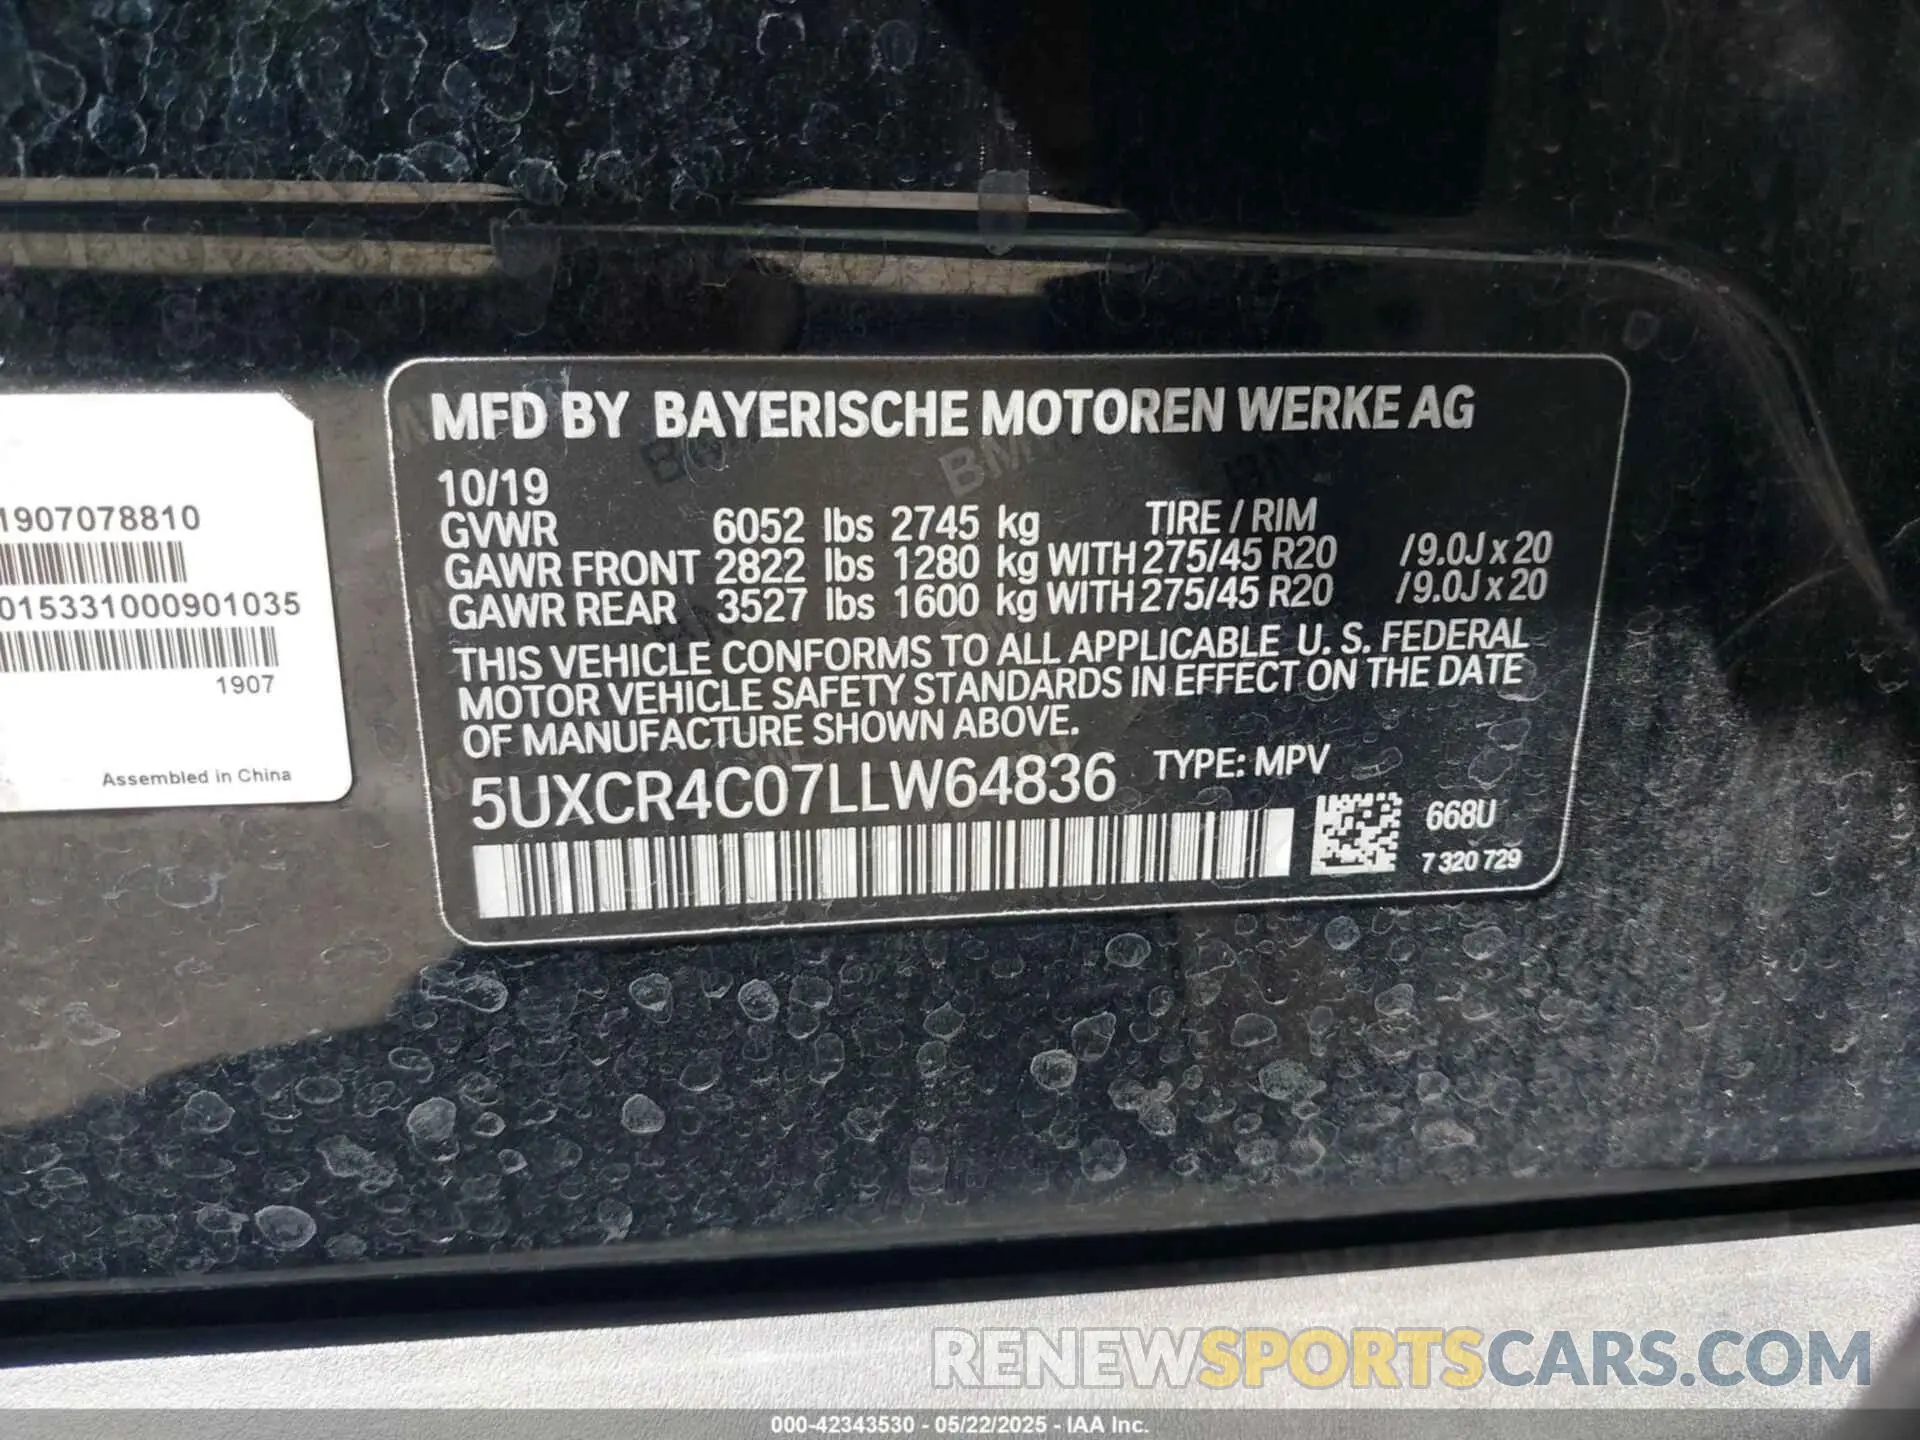 1907078810
015331000901035
1907
Assembled in China
MFD BY BAYERISCHE MOTOREN WERKE AG
10/19
GVWR 6052 lbs 2745 kg TIRE / RIM
GAWR FRONT 2822 lbs 1280 kg WITH 275/45 R20 /9.0J x 20
GAWR REAR 3527 lbs 1600 kg WITH 275/45 R20 /9.0J x 20
THIS VEHICLE CONFORMS TO ALL APPLICABLE U. S. FEDERAL
MOTOR VEHICLE SAFETY STANDARDS IN EFFECT ON THE DATE
OF MANUFACTURE SHOWN ABOVE.
5UXCR4C07LLW64836 TYPE: MPV
668U
7 320 729
RENEWSPORTSCARS.COM
000-42343530 - 05/22/2025 - IAA Inc.